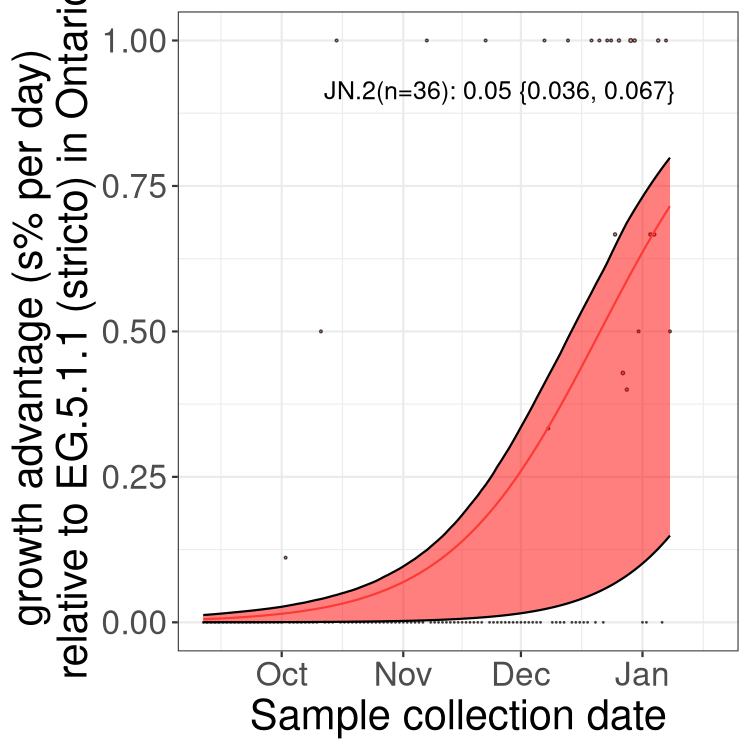 growth advantage (s% per day)
relative to EG.5.1.1 (stricto) in Ontario
1.00
0.75
0.50
0.25
0.00
JN.2(n=36): 0.05 {0.036, 0.067}
Oct Nov Dec Jan
Sample collection date